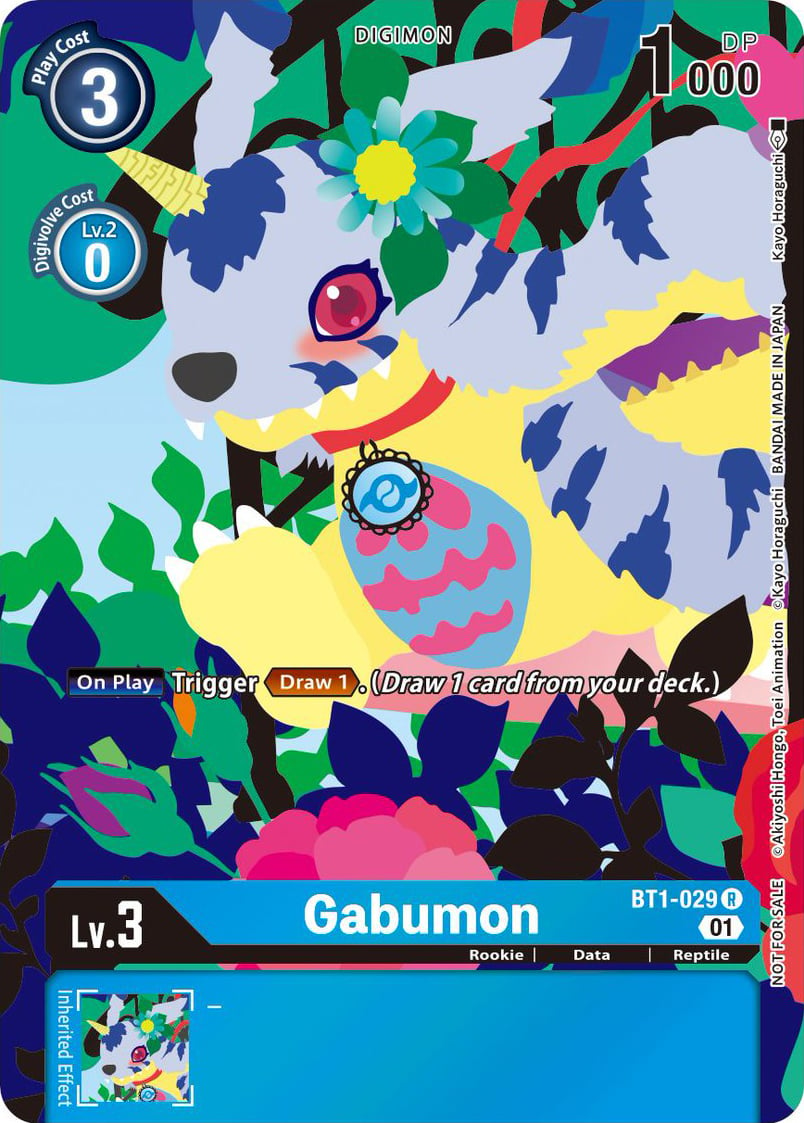 DIGIMON
Play Cost
3
DP
1000
Digivolve Cost
Lv.2
0
On Play Trigger Draw 1. (Draw 1 card from your deck.)
Lv.3
Gabumon
BT1-029 R
01
Rookie | Data | Reptile
Inherited Effect
–
NOT FOR SALE ©Akiyoshi Hongo, Toei Animation ©Kayo Horaguchi BANDAI MADE IN JAPAN Kayo Horaguchi